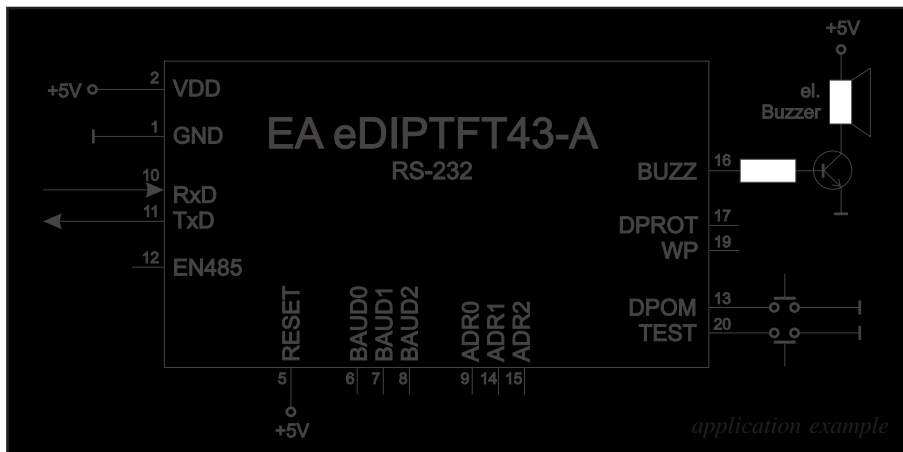 +5V
2
VDD
+5V
el.
Buzzer
1
GND
EA eDIPTFT43-A
RS-232
16
BUZZ
10
RxD
11
TxD
17
DPROT
19
WP
12
EN485
13
DPOM
20
TEST
RESET
BAUD0
BAUD1
BAUD2
ADR0
ADR1
ADR2
5
6
7
8
9
14
15
+5V
application example